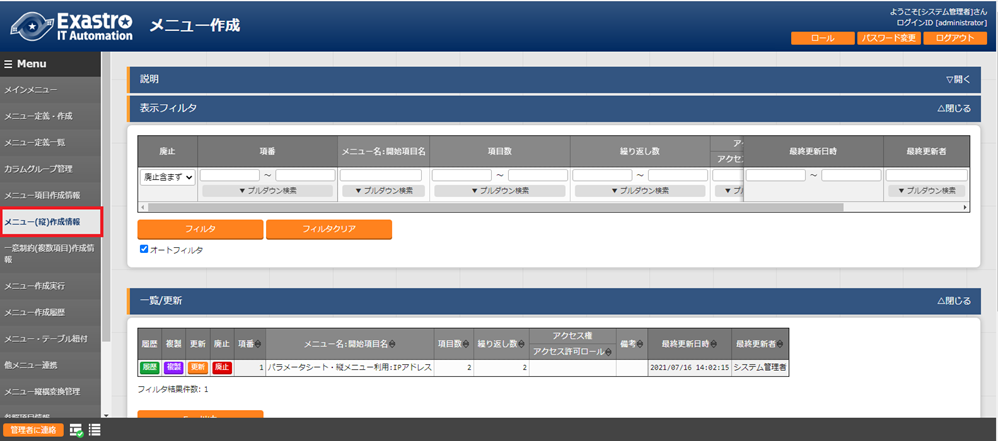 Exastro
IT Automation
メニュー作成
ようこそ[システム管理者]さん
ログインID [administrator]
ロール
パスワード変更
ログアウト
Menu
メインメニュー
メニュー定義・作成
メニュー定義一覧
カラムグループ管理
メニュー項目作成情報
メニュー(縦)作成情報
一意制約(複数項目)作成情
報
メニュー作成実行
メニュー作成履歴
メニュー・テーブル紐付
他メニュー連携
メニュー縦横変換管理
参照項目情報
管理者に連絡
説明
▽開く
表示フィルタ
△閉じる
廃止
項番
メニュー名:開始項目名
項目数
繰り返し数
アクセス
最終更新日時
最終更新者
廃止含まず
～
～
～
～
▼ プルダウン検索
▼ プルダウン検索
▼ プルダウン検索
▼ プルダウン検索
▼ プ
▼ プルダウン検索
フィルタ
フィルタクリア
オートフィルタ
一覧/更新
△閉じる
履歴
複製
更新
廃止
項番
メニュー名:開始項目名
項目数
繰り返し数
アクセス権
アクセス許可ロール
備考
最終更新日時
最終更新者
履歴
複製
更新
廃止
1
パラメータシート・縦メニュー利用:IPアドレス
2
2
2021/07/16 14:02:15
システム管理者
フィルタ結果件数: 1